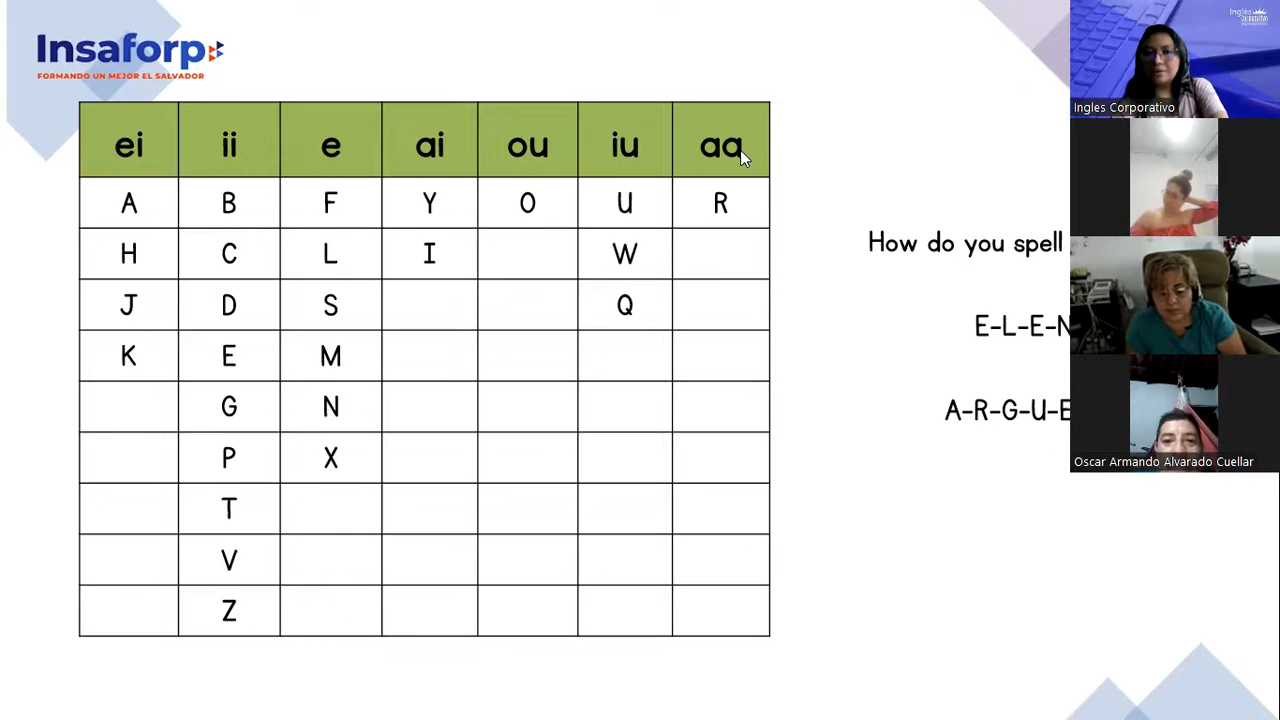 Insaforp
FORMANDO UN MEJOR EL SALVADOR
ei ii e ai ou iu aa
A B F Y O U R
H C L I W
J D S Q
K E M
G N
P X
T
V
Z
How do you spell
E-L-E-N
A-R-G-U-E
Ingles Corporativo
Oscar Armando Alvarado Cuellar